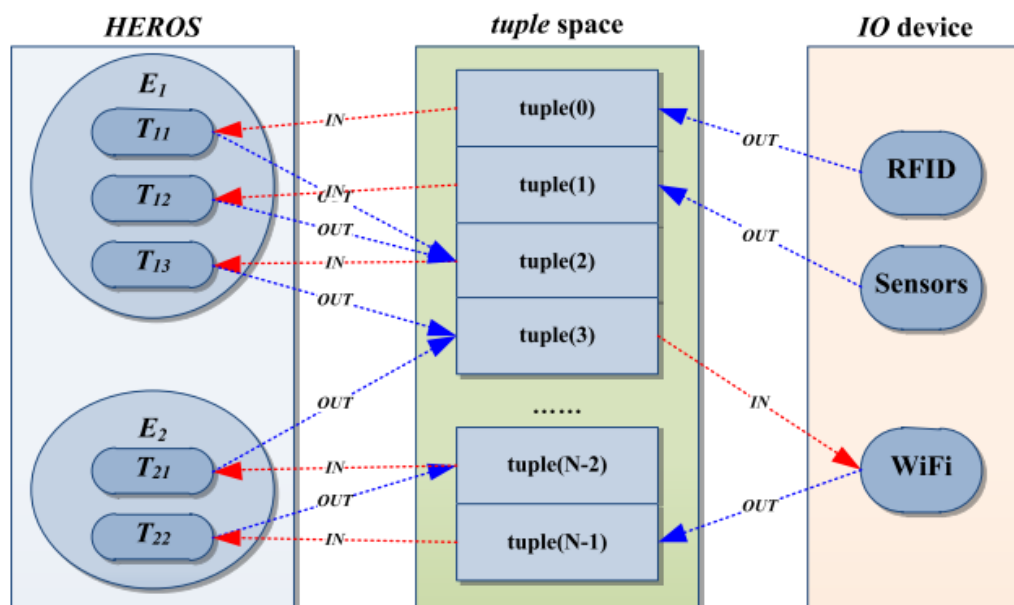 HEROS
tuple space
IO device
E1
T11
T12
T13
E2
T21
T22
IN
IN
OUT
OUT
IN
OUT
OUT
IN
OUT
IN
tuple(0)
tuple(1)
tuple(2)
tuple(3)
......
tuple(N-2)
tuple(N-1)
OUT
OUT
IN
OUT
RFID
Sensors
WiFi